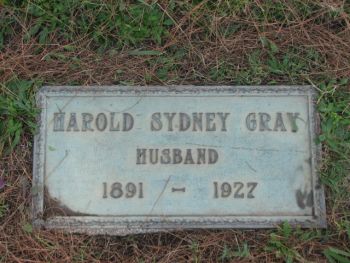 HAROLD SYDNEY GRAY
HUSBAND
1891 - 1927